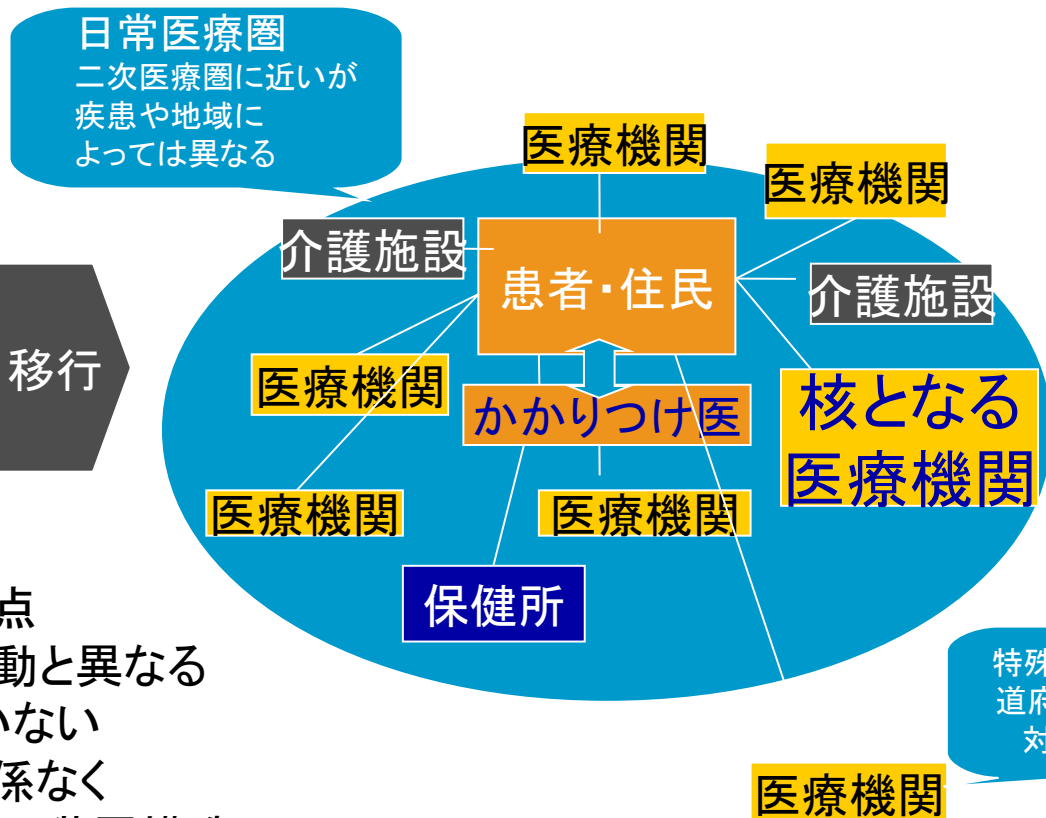 日常医療圏
二次医療圏に近いが
疾患や地域に
よっては異なる
医療機関
医療機関
介護施設
患者・住民
介護施設
移行
医療機関
かかりつけ医
核となる
医療機関
医療機関
医療機関
保健所
点
動と異なる
いない
係なく
特殊
道府
対
医療機関